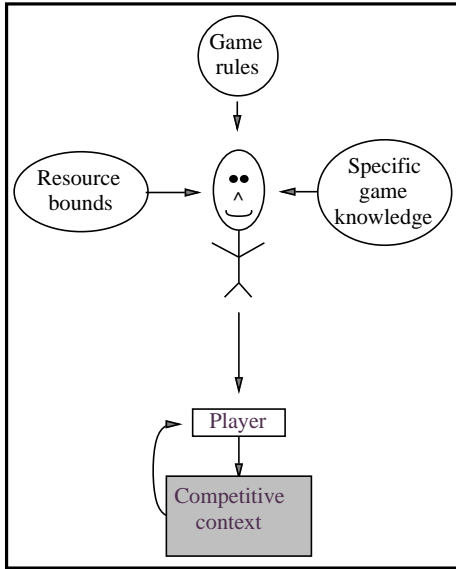 Game
rules
Resource
bounds
Specific
game
knowledge
Player
Competitive
context